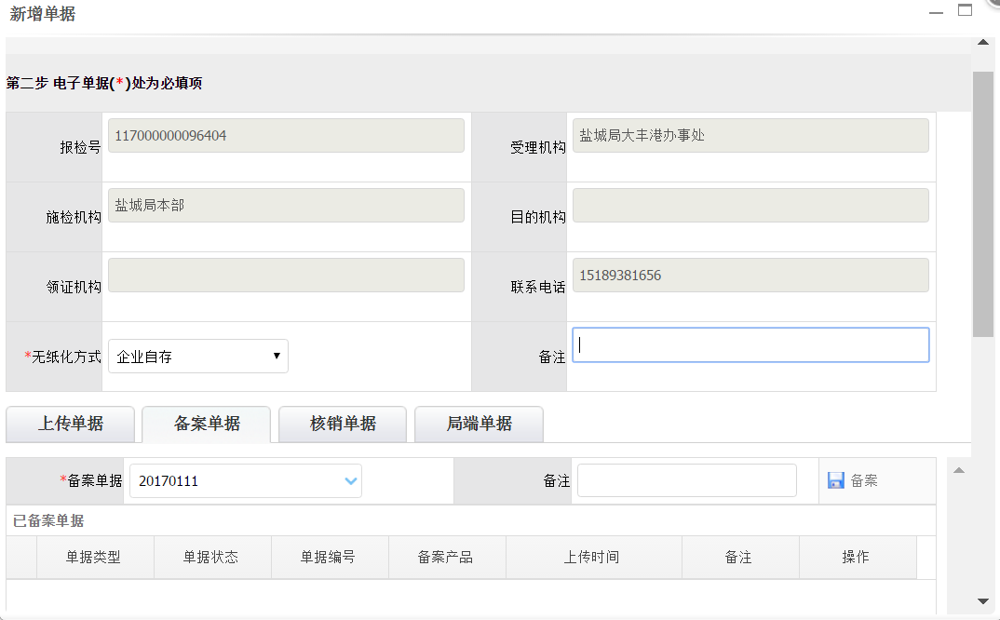 新增单据
第二步 电子单据(*)处为必填项
报检号 117000000096404 受理机构 盐城局大丰港办事处
施检机构 盐城局本部 目的机构
领证机构 联系电话 15189381656
*无纸化方式 企业自存 备注
上传单据 备案单据 核销单据 局端单据
*备案单据 20170111 备注 备案
已备案单据
单据类型 单据状态 单据编号 备案产品 上传时间 备注 操作